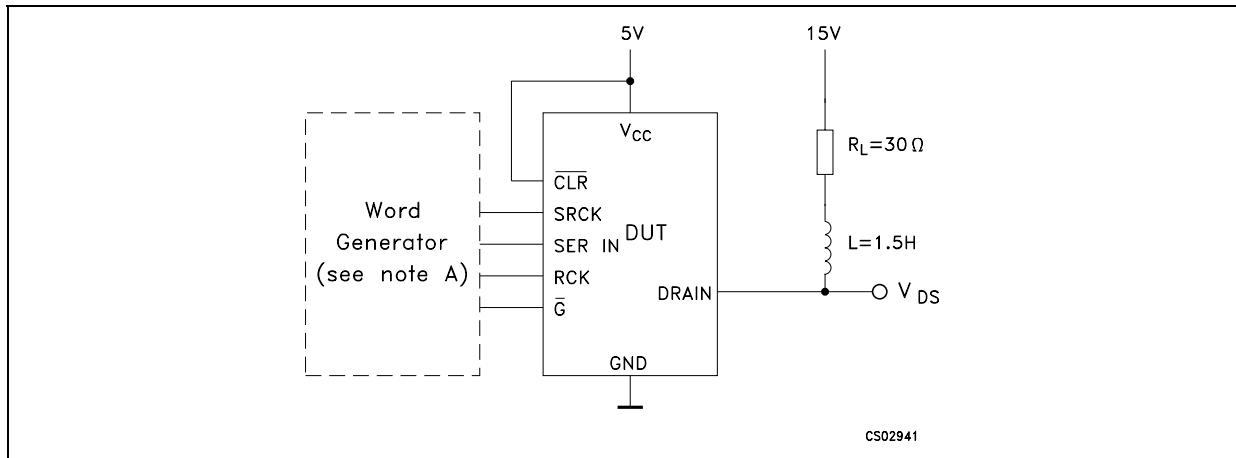 5V
15V
VCC
CLR
SRCK
SER IN
RCK
G
DUT
DRAIN
GND
Word
Generator
(see note A)
RL=30Ω
L=1.5H
VDS
CS02941